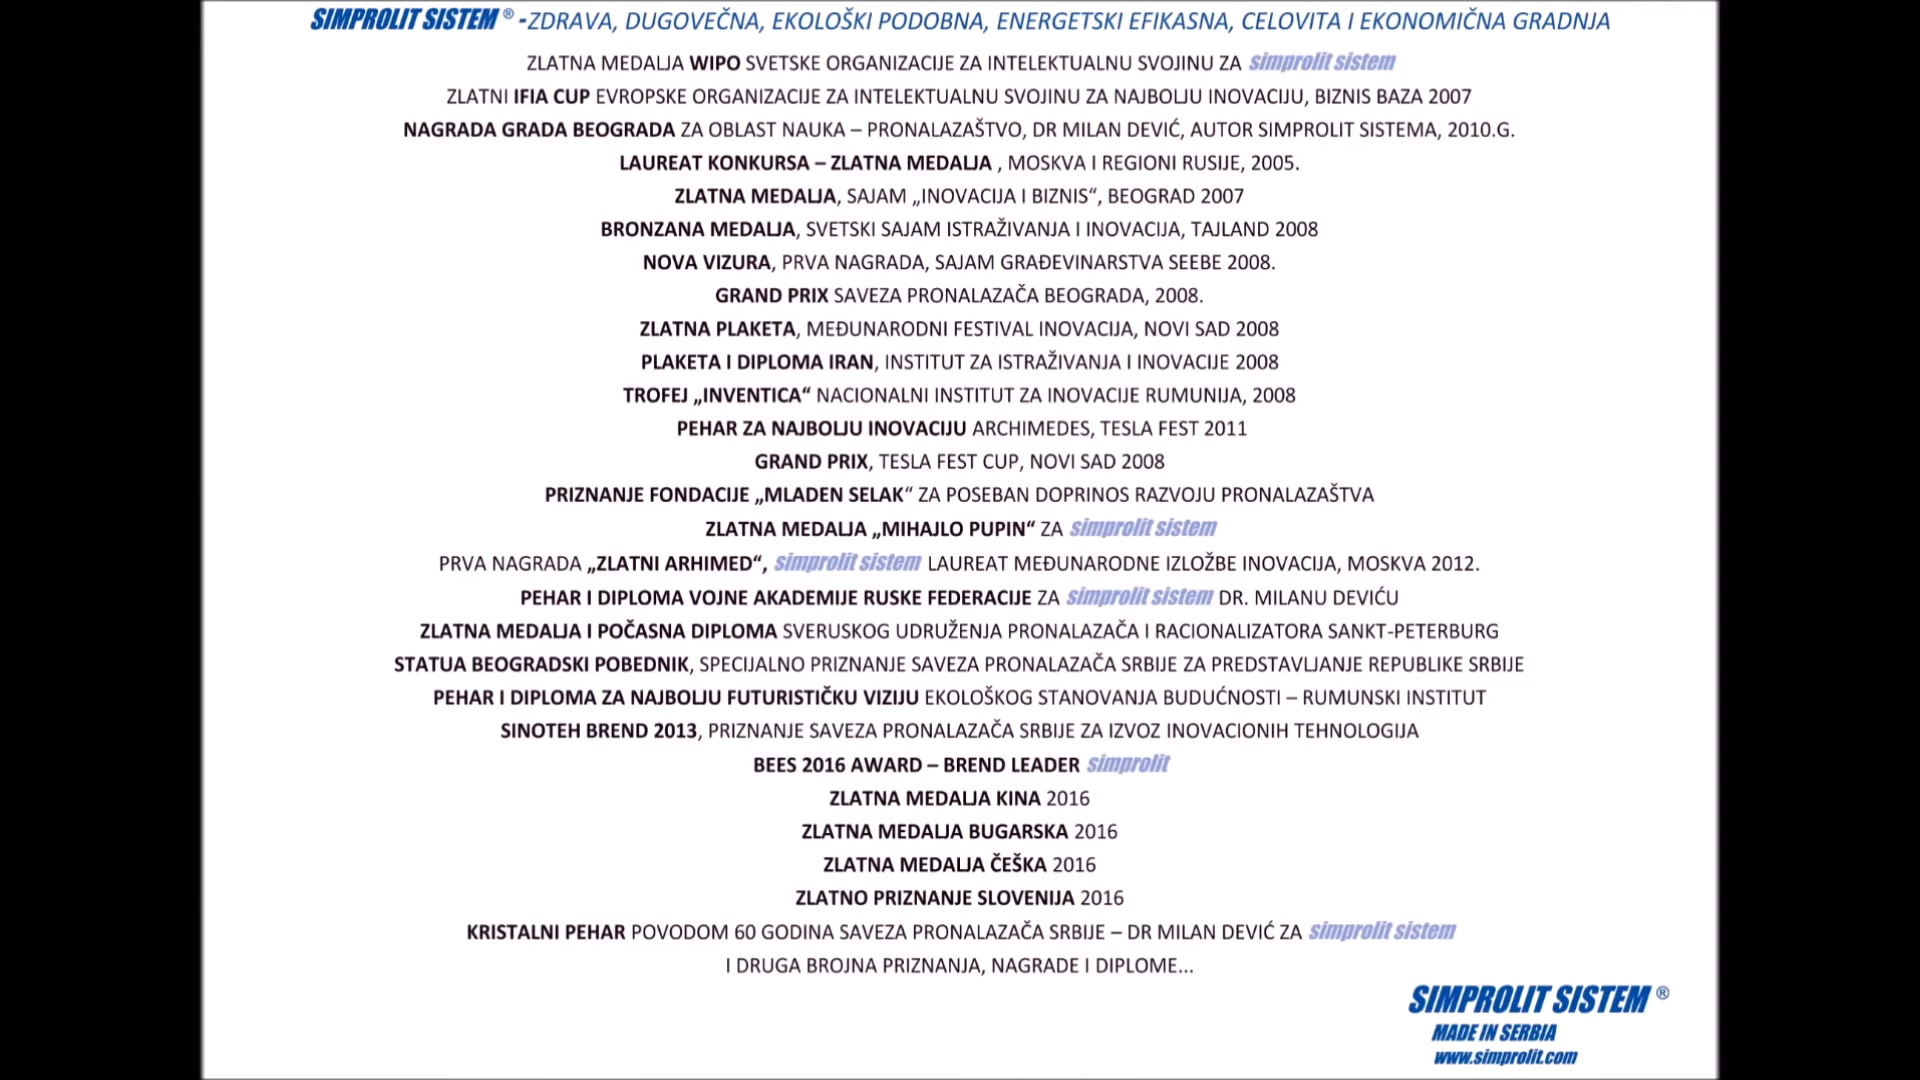 SIMPROLIT SISTEM ® -ZDRAVA, DUGOVEČNA, EKOLOŠKI PODOBNA, ENERGETSKI EFIKASNA, CELOVITA I EKONOMIČNA GRADNJA
ZLATNA MEDALJA WIPO SVETSKE ORGANIZACIJE ZA INTELEKTUALNU SVOJINU ZA simprolit sistem
ZLATNI IFIA CUP EVROPSKE ORGANIZACIJE ZA INTELEKTUALNU SVOJINU ZA NAJBOLJU INOVACIJU, BIZNIS BAZA 2007
NAGRADA GRADA BEOGRADA ZA OBLAST NAUKA – PRONALAZAŠTVO, DR MILAN DEVIĆ, AUTOR SIMPROLIT SISTEMA, 2010.G.
LAUREAT KONKURSA – ZLATNA MEDALJA , MOSKVA I REGIONI RUSIJE, 2005.
ZLATNA MEDALJA, SAJAM „INOVACIJA I BIZNIS“, BEOGRAD 2007
BRONZANA MEDALJA, SVETSKI SAJAM ISTRAŽIVANJA I INOVACIJA, TAJLAND 2008
NOVA VIZURA, PRVA NAGRADA, SAJAM GRAĐEVINARSTVA SEEBE 2008.
GRAND PRIX SAVEZA PRONALAZAČA BEOGRADA, 2008.
ZLATNA PLAKETA, MEĐUNARODNI FESTIVAL INOVACIJA, NOVI SAD 2008
PLAKETA I DIPLOMA IRAN, INSTITUT ZA ISTRAŽIVANJA I INOVACIJE 2008
TROFEJ „INVENTICA“ NACIONALNI INSTITUT ZA INOVACIJE RUMUNIJA, 2008
PEHAR ZA NAJBOLJU INOVACIJU ARCHIMEDES, TESLA FEST 2011
GRAND PRIX, TESLA FEST CUP, NOVI SAD 2008
PRIZNANJE FONDACIJE „MLADEN SELAK“ ZA POSEBAN DOPRINOS RAZVOJU PRONALAZAŠTVA
ZLATNA MEDALJA „MIHAJLO PUPIN“ ZA simprolit sistem
PRVA NAGRADA „ZLATNI ARHIMED“, simprolit sistem LAUREAT MEĐUNARODNE IZLOŽBE INOVACIJA, MOSKVA 2012.
PEHAR I DIPLOMA VOJNE AKADEMIJE RUSKE FEDERACIJE ZA simprolit sistem DR. MILANU DEVIĆU
ZLATNA MEDALJA I POČASNA DIPLOMA SVERUSKOG UDRUŽENJA PRONALAZAČA I RACIONALIZATORA SANKT-PETERBURG
STATUA BEOGRADSKI POBEDNIK, SPECIJALNO PRIZNANJE SAVEZA PRONALAZAČA SRBIJE ZA PREDSTAVLJANJE REPUBLIKE SRBIJE
PEHAR I DIPLOMA ZA NAJBOLJU FUTURISTIČKU VIZIJU EKOLOŠKOG STANOVANJA BUDUĆNOSTI – RUMUNSKI INSTITUT
SINOTEH BREND 2013, PRIZNANJE SAVEZA PRONALAZAČA SRBIJE ZA IZVOZ INOVACIONIH TEHNOLOGIJA
BEES 2016 AWARD – BREND LEADER simprolit
ZLATNA MEDALJA KINA 2016
ZLATNA MEDALJA BUGARSKA 2016
ZLATNA MEDALJA ČEŠKA 2016
ZLATNO PRIZNANJE SLOVENIJA 2016
KRISTALNI PEHAR POVODOM 60 GODINA SAVEZA PRONALAZAČA SRBIJE – DR MILAN DEVIĆ ZA simprolit sistem
I DRUGA BROJNA PRIZNANJA, NAGRADE I DIPLOME...
SIMPROLIT SISTEM ®
MADE IN SERBIA
www.simprolit.com